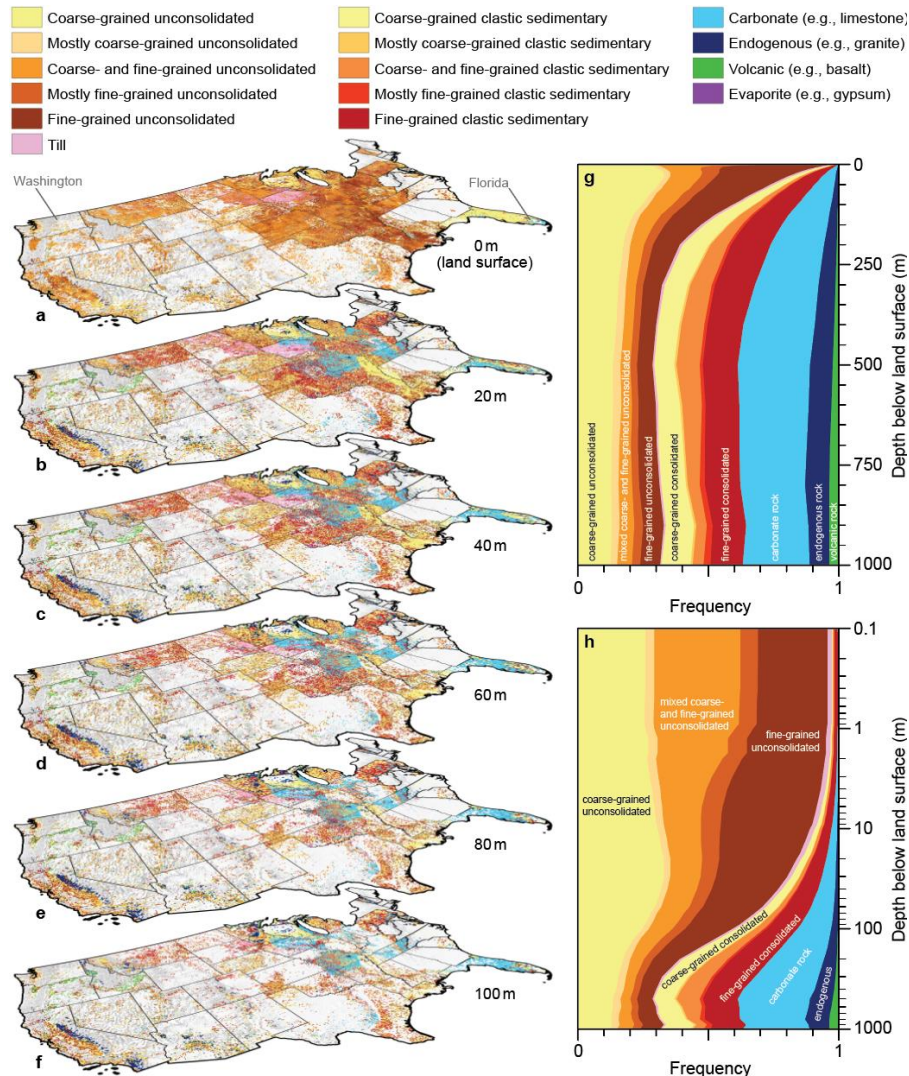 Coarse-grained unconsolidated
Mostly coarse-grained unconsolidated
Coarse- and fine-grained unconsolidated
Mostly fine-grained unconsolidated
Fine-grained unconsolidated
Till
Coarse-grained clastic sedimentary
Mostly coarse-grained clastic sedimentary
Coarse- and fine-grained clastic sedimentary
Mostly fine-grained clastic sedimentary
Fine-grained clastic sedimentary
Carbonate (e.g., limestone)
Endogenous (e.g., granite)
Volcanic (e.g., basalt)
Evaporite (e.g., gypsum)
Washington
Florida
0 m
(land surface)
a
20 m
b
40 m
c
60 m
d
80 m
e
100 m
f
g
0
250
500
750
1000
Depth below land surface (m)
coarse-grained unconsolidated
mixed coarse- and fine-grained unconsolidated
fine-grained unconsolidated
coarse-grained consolidated
fine-grained consolidated
carbonate rock
endogenous rock
volcanic rock
0
1
Frequency
h
0.1
1
10
100
1000
Depth below land surface (m)
mixed coarse-
and fine-grained
unconsolidated
fine-grained
unconsolidated
coarse-grained
unconsolidated
coarse-grained consolidated
fine-grained consolidated
carbonate rock
endogenous
0
1
Frequency